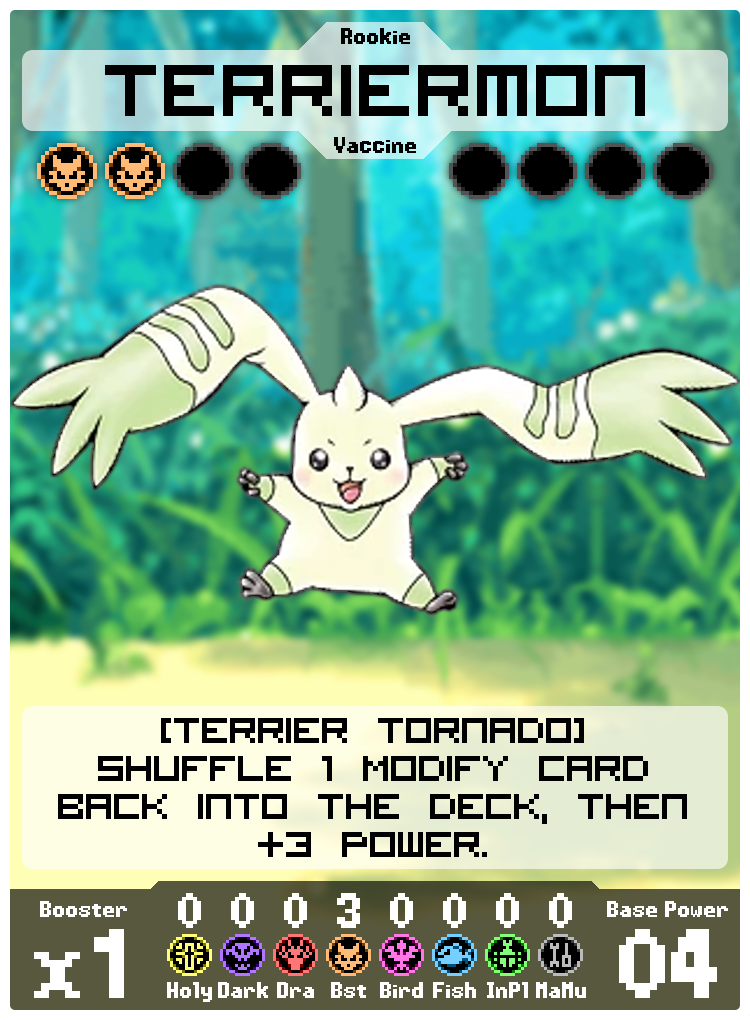 Rookie
TERRIERMON
Vaccine
[TERRIER TORNADO]
SHUFFLE 1 MODIFY CARD
BACK INTO THE DECK, THEN
+3 POWER.
Booster
x1
0 0 0 3 0 0 0 0
Holy Dark Dra Bst Bird Fish InPl MaMu
Base Power
04